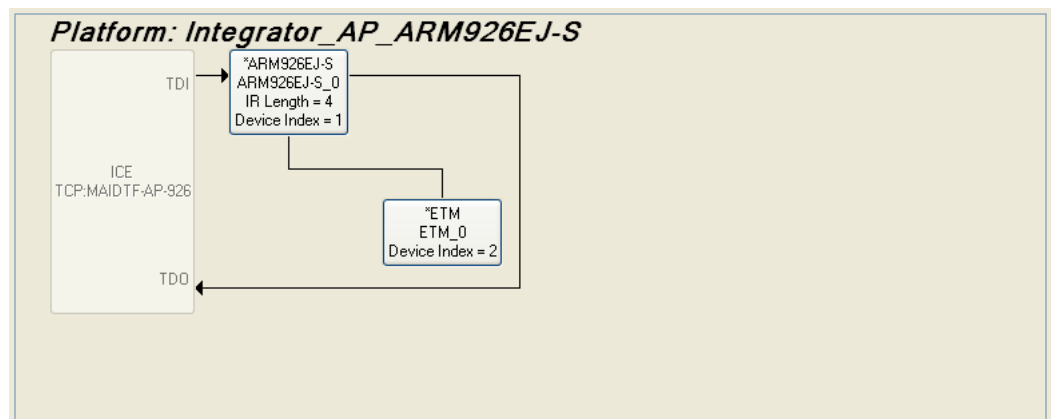 Platform: Integrator_AP_ARM926EJ-S
TDI
*ARM926EJ-S
ARM926EJ-S_0
IR Length = 4
Device Index = 1
ICE
TCP:MAIDTF-AP-926
*ETM
ETM_0
Device Index = 2
TDO